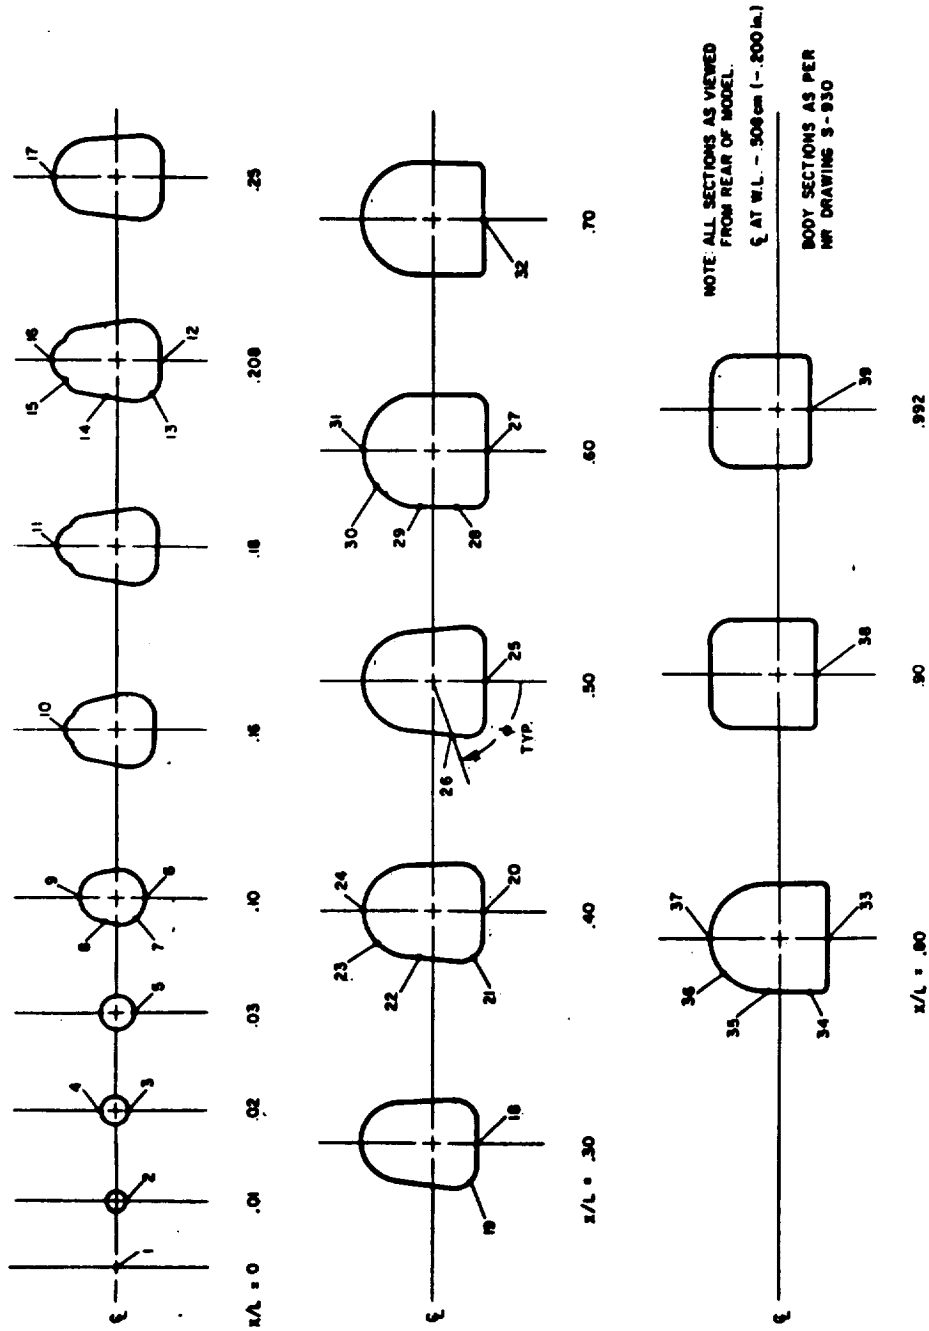 4 9 10 11 15 16 17
8 14
℄
1 2 3 5 7 6 13 12
X/L = 0 .01 .02 .03 .10 .16 .18 .208 .25
23 24 30 31
22 29
℄
19 18 21 20 26 25 28 27 32
ϕ
TYP.
X/L = .30 .40 .50 .60 .70
36 37
35
℄
34 33 38 39
X/L = .80 .90 .992
NOTE: ALL SECTIONS AS VIEWED
FROM REAR OF MODEL.
℄ AT W.L. -.508cm (-.200in.)
BODY SECTIONS AS PER
NR DRAWING S-930